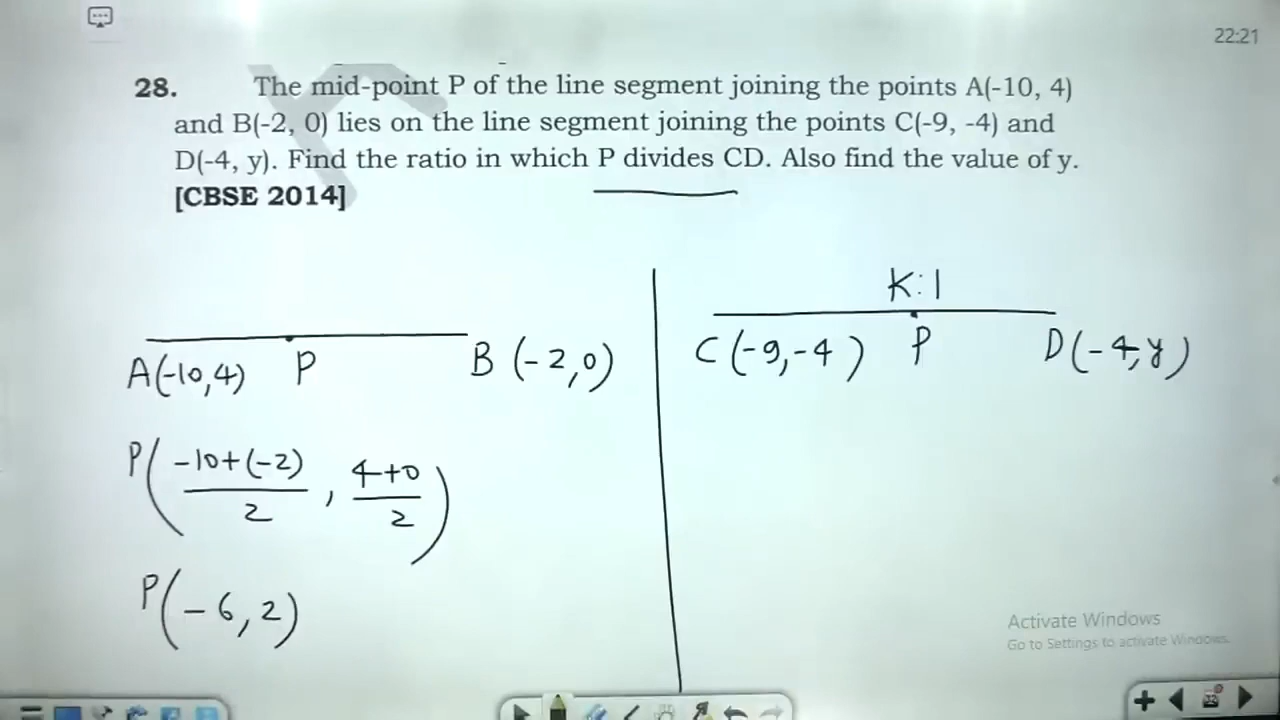 22:21
28. The mid-point P of the line segment joining the points A(-10, 4)
and B(-2, 0) lies on the line segment joining the points C(-9, -4) and
D(-4, y). Find the ratio in which P divides CD. Also find the value of y.
[CBSE 2014]
K:1
A(-10,4) P B (-2,0)
C(-9,-4) P D(-4,y)
P(-10+(-2)/2, 4+0/2)
P(-6,2)
Activate Windows
Go to Settings to activate Windows.
22